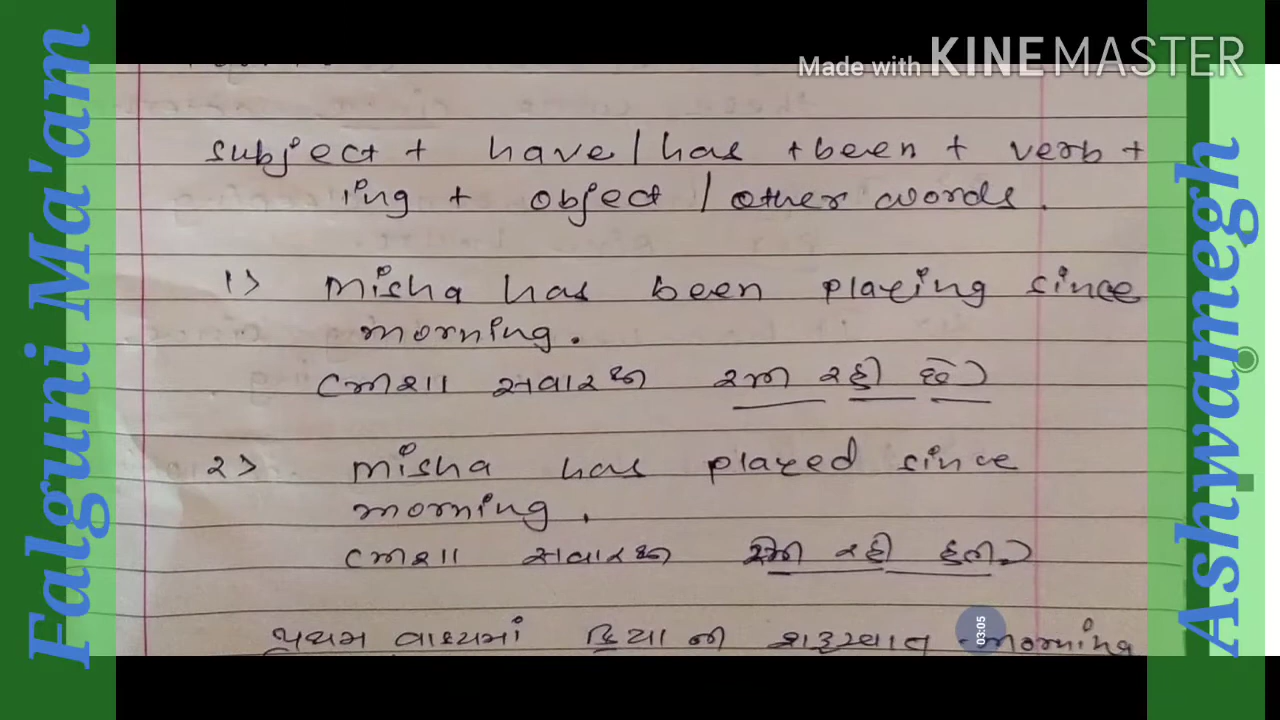 Made with KINEMASTER
Falguni Ma'am
Ashwamegh
subject + have / has + been + verb +
ing + object / other words.
1> Misha has been playing since
morning.
મિશા સવારથી રમી રહી છે
2> Misha has played since
morning.
મિશા સવારથી રમી રહી હતી
પ્રથમ વાક્યમાં ક્રિયા ની શરૂઆત morning
03:05